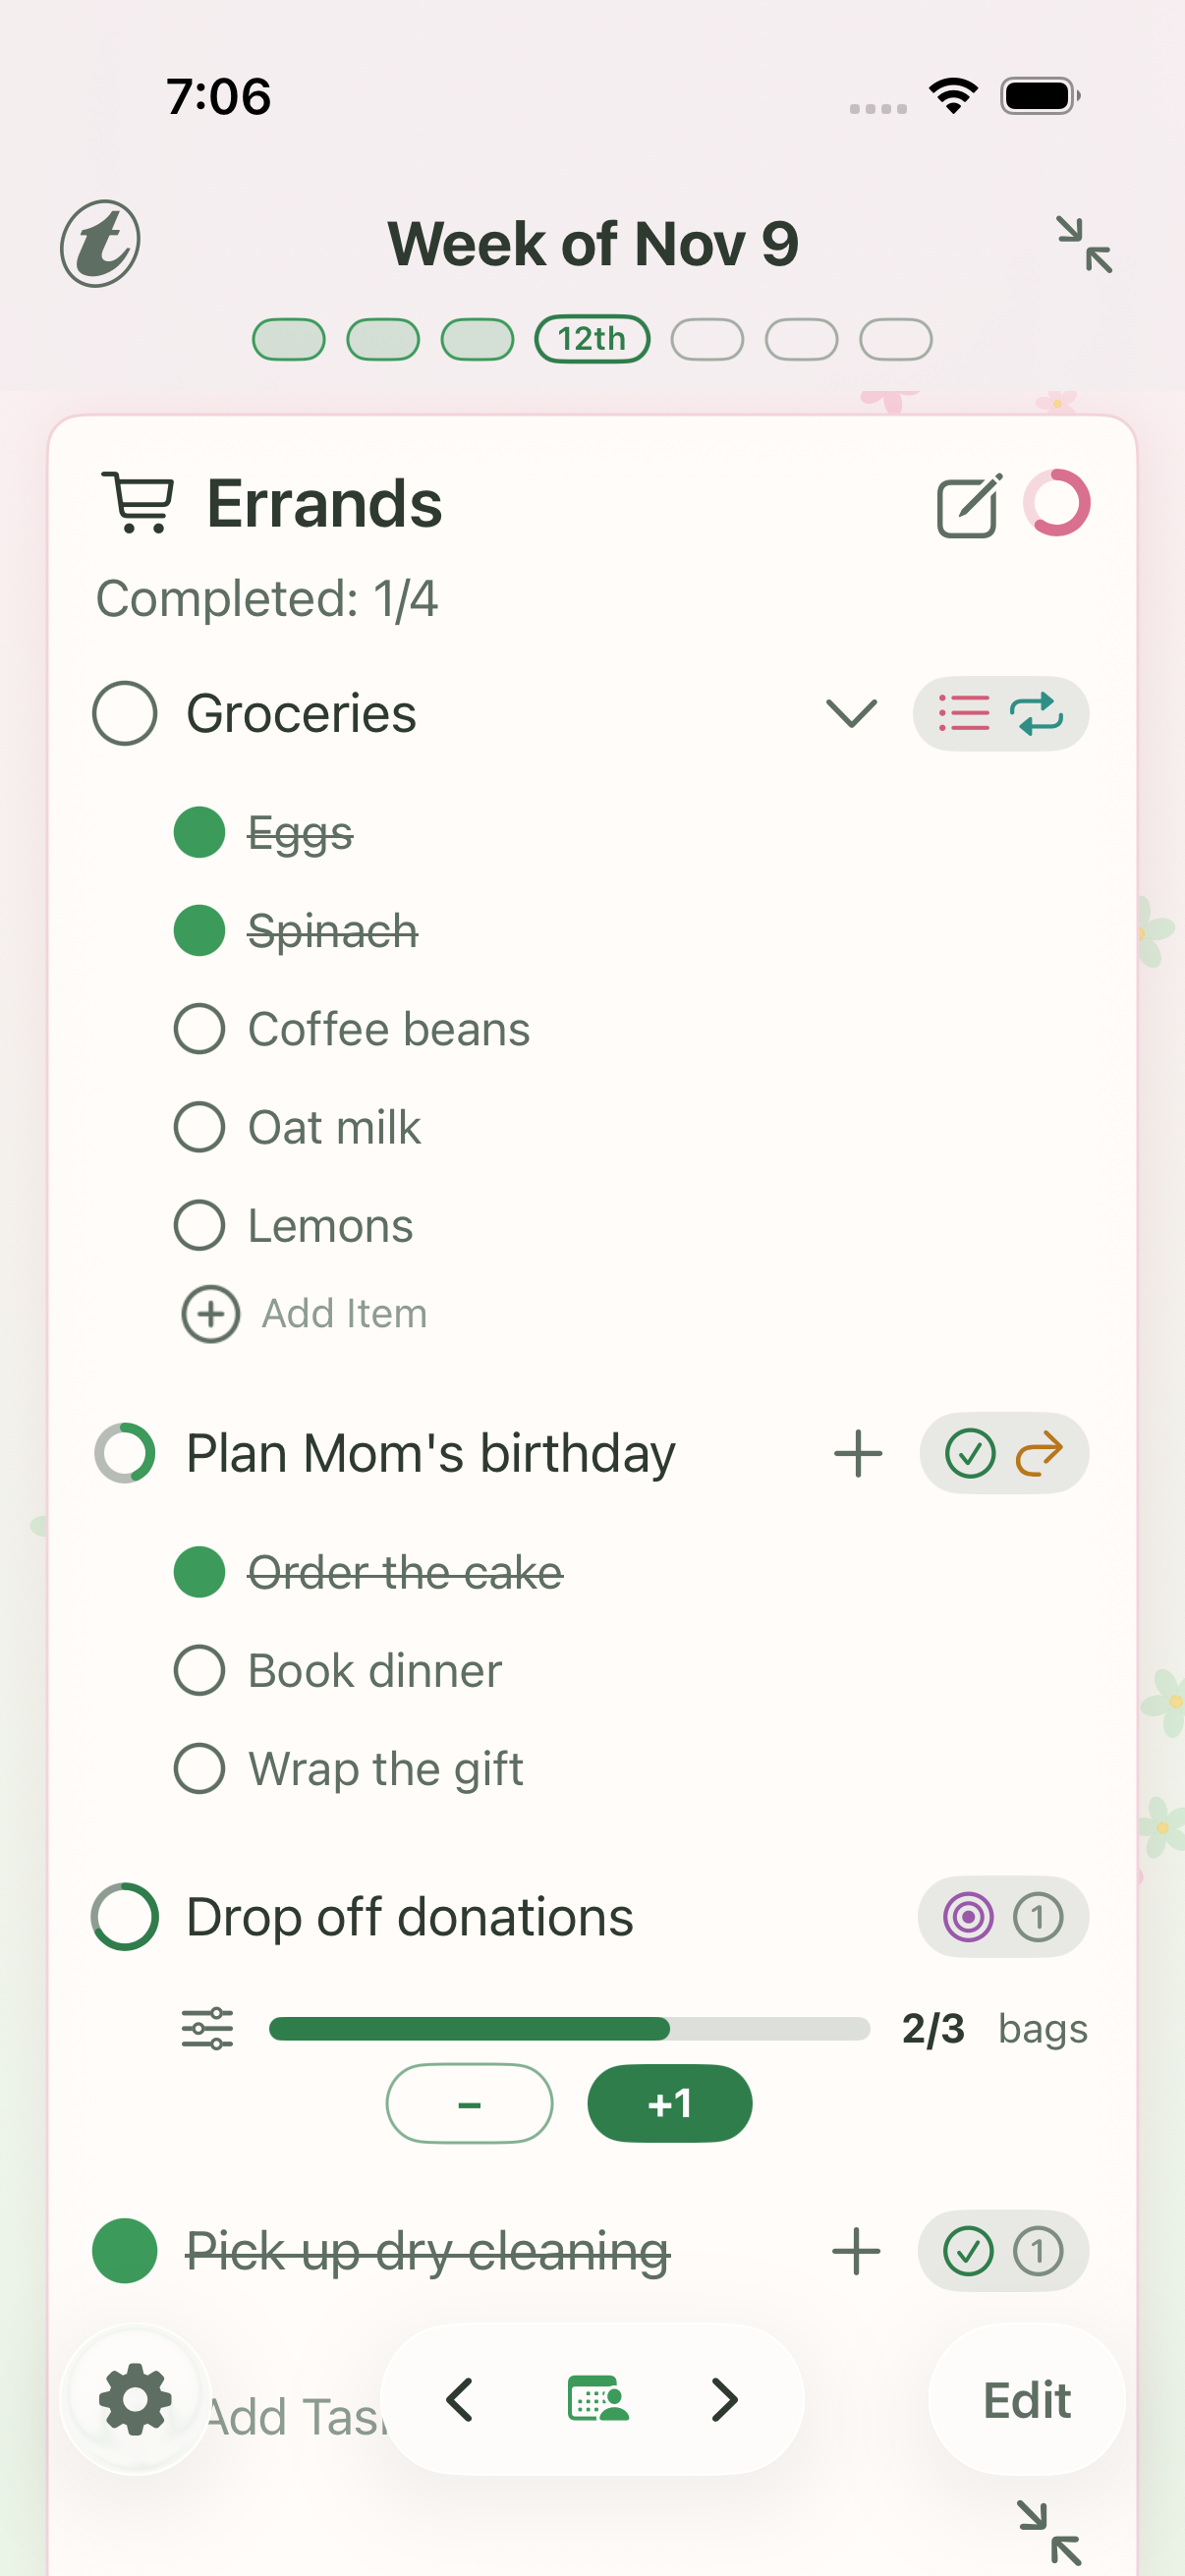 7:06
t
Week of Nov 9
12th
Errands
Completed: 1/4
Groceries
Eggs
Spinach
Coffee beans
Oat milk
Lemons
Add Item
Plan Mom's birthday
Order the cake
Book dinner
Wrap the gift
Drop off donations
1
2/3 bags
– +1
Pick up dry cleaning
1
Add
Edit